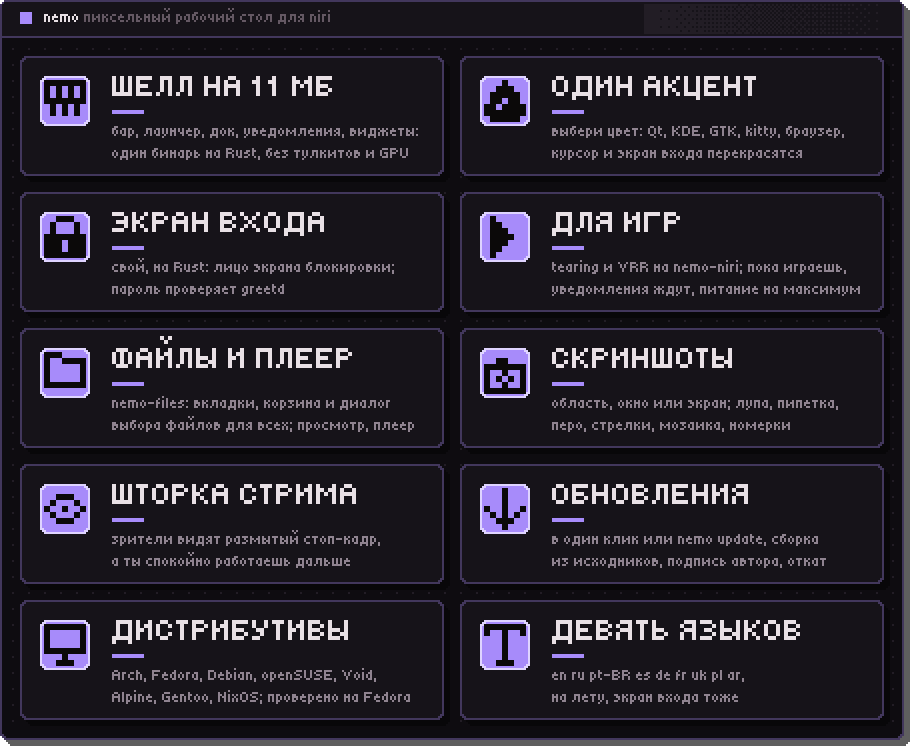 nemo пиксельный рабочий стол для niri
ШЕЛЛ НА 11 МБ
бар, лаунчер, док, уведомления, виджеты:
один бинарь на Rust, без тулкитов и GPU
ОДИН АКЦЕНТ
выбери цвет: Qt, KDE, GTK, kitty, браузер,
курсор и экран входа перекрасятся
ЭКРАН ВХОДА
свой, на Rust: лицо экрана блокировки;
пароль проверяет greetd
ДЛЯ ИГР
tearing и VRR на nemo-niri; пока играешь,
уведомления ждут, питание на максимум
ФАЙЛЫ И ПЛЕЕР
nemo-files: вкладки, корзина и диалог
выбора файлов для всех; просмотр, плеер
СКРИНШОТЫ
область, окно или экран; лупа, пипетка,
перо, стрелки, мозаика, номерки
ШТОРКА СТРИМА
зрители видят размытый стоп-кадр,
а ты спокойно работаешь дальше
ОБНОВЛЕНИЯ
в один клик или nemo update, сборка
из исходников, подпись автора, откат
ДИСТРИБУТИВЫ
Arch, Fedora, Debian, openSUSE, Void,
Alpine, Gentoo, NixOS; проверено на Fedora
ДЕВЯТЬ ЯЗЫКОВ
en ru pt-BR es de fr uk pl ar,
на лету, экран входа тоже